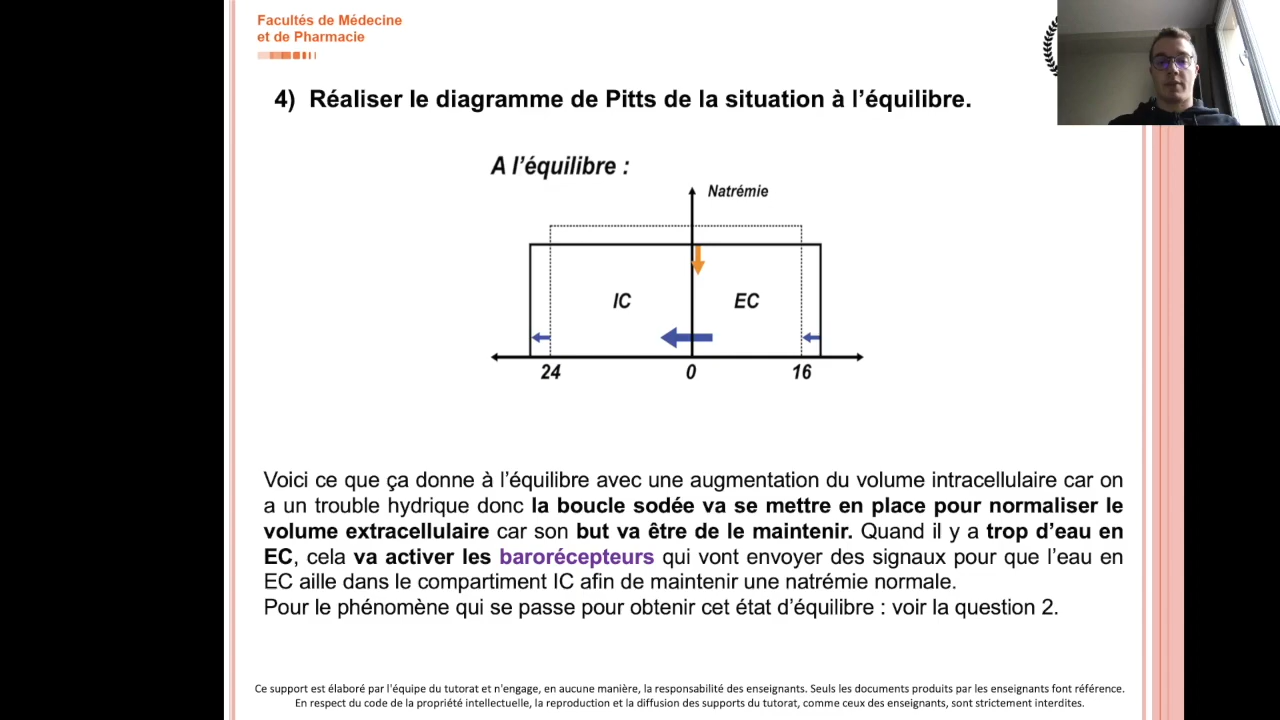 Facultés de Médecine
et de Pharmacie
4) Réaliser le diagramme de Pitts de la situation à l’équilibre.
A l’équilibre :
Natrémie
IC
EC
24
0
16
Voici ce que ça donne à l’équilibre avec une augmentation du volume intracellulaire car on
a un trouble hydrique donc la boucle sodée va se mettre en place pour normaliser le
volume extracellulaire car son but va être de le maintenir. Quand il y a trop d’eau en
EC, cela va activer les barorécepteurs qui vont envoyer des signaux pour que l’eau en
EC aille dans le compartiment IC afin de maintenir une natrémie normale.
Pour le phénomène qui se passe pour obtenir cet état d’équilibre : voir la question 2.
Ce support est élaboré par l'équipe du tutorat et n'engage, en aucune manière, la responsabilité des enseignants. Seuls les documents produits par les enseignants font référence.
En respect du code de la propriété intellectuelle, la reproduction et la diffusion des supports du tutorat, comme ceux des enseignants, sont strictement interdites.